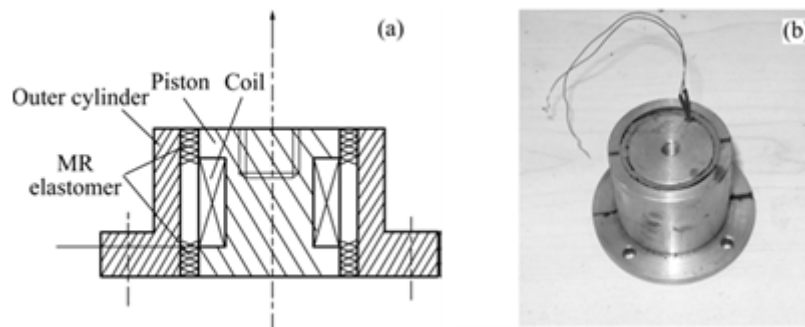 (a)
Piston Coil
Outer cylinder
MR
elastomer
(b)